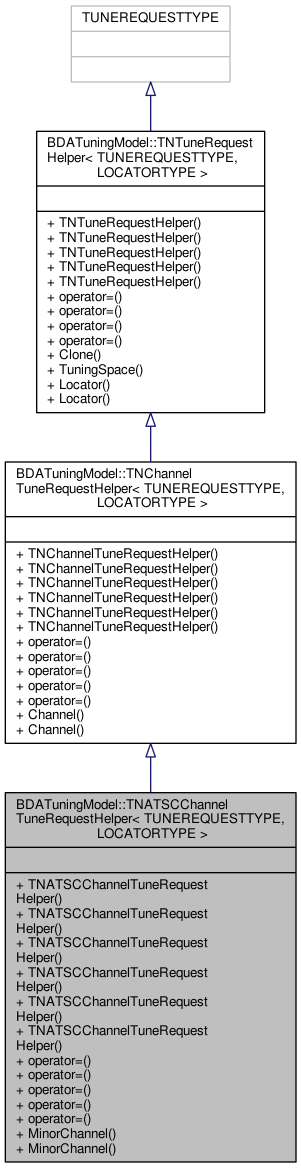 TUNEREQUESTTYPE
BDATuningModel::TNTuneRequest
Helper< TUNEREQUESTTYPE,
LOCATORTYPE >
+ TNTuneRequestHelper()
+ TNTuneRequestHelper()
+ TNTuneRequestHelper()
+ TNTuneRequestHelper()
+ TNTuneRequestHelper()
+ operator=()
+ operator=()
+ operator=()
+ operator=()
+ Clone()
+ TuningSpace()
+ Locator()
+ Locator()
BDATuningModel::TNChannel
TuneRequestHelper< TUNEREQUESTTYPE,
LOCATORTYPE >
+ TNChannelTuneRequestHelper()
+ TNChannelTuneRequestHelper()
+ TNChannelTuneRequestHelper()
+ TNChannelTuneRequestHelper()
+ TNChannelTuneRequestHelper()
+ TNChannelTuneRequestHelper()
+ operator=()
+ operator=()
+ operator=()
+ operator=()
+ operator=()
+ Channel()
+ Channel()
BDATuningModel::TNATSCChannel
TuneRequestHelper< TUNEREQUESTTYPE,
LOCATORTYPE >
+ TNATSCChannelTuneRequest
Helper()
+ TNATSCChannelTuneRequest
Helper()
+ TNATSCChannelTuneRequest
Helper()
+ TNATSCChannelTuneRequest
Helper()
+ TNATSCChannelTuneRequest
Helper()
+ TNATSCChannelTuneRequest
Helper()
+ operator=()
+ operator=()
+ operator=()
+ operator=()
+ operator=()
+ MinorChannel()
+ MinorChannel()